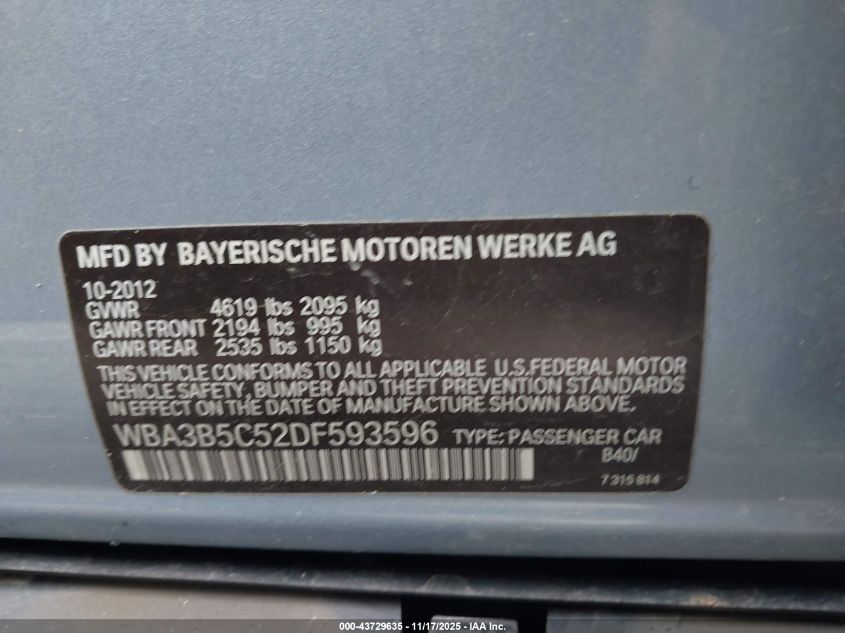 MFD BY BAYERISCHE MOTOREN WERKE AG
10-2012
GVWR 4619 lbs 2095 kg
GAWR FRONT 2194 lbs 995 kg
GAWR REAR 2535 lbs 1150 kg
THIS VEHICLE CONFORMS TO ALL APPLICABLE U.S.FEDERAL MOTOR
VEHICLE SAFETY, BUMPER AND THEFT PREVENTION STANDARDS
IN EFFECT ON THE DATE OF MANUFACTURE SHOWN ABOVE.
WBA3B5C52DF593596 TYPE: PASSENGER CAR
B40/
7 315 814
000-43729635 - 11/17/2025 - IAA Inc.